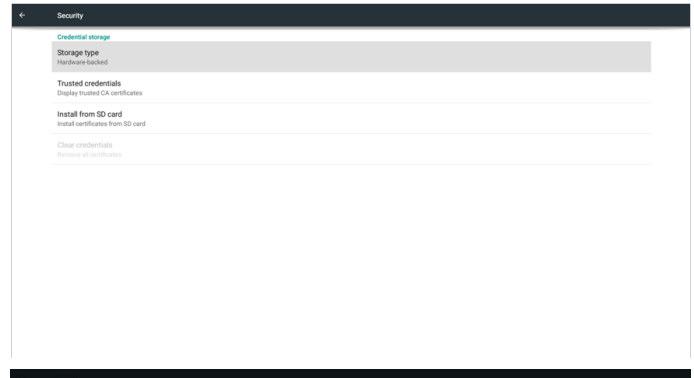 Security
Credential storage
Storage type
Hardware-backed
Trusted credentials
Display trusted CA certificates
Install from SD card
Install certificates from SD card
Clear credentials
Remove all certificates